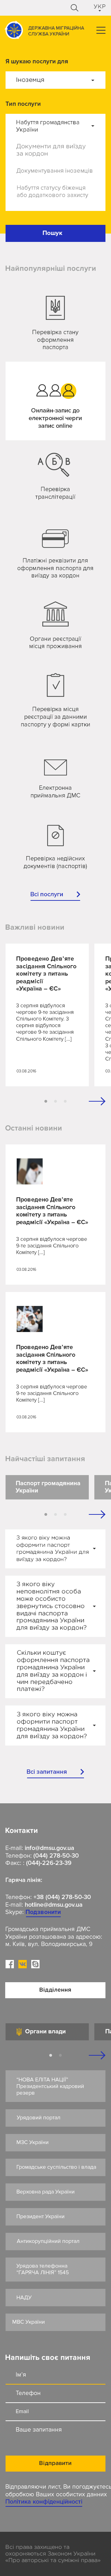 УКР
ДЕРЖАВНА МІГРАЦІЙНА
СЛУЖБА УКРАЇНИ
Я шукаю послуги для
Іноземця
Тип послуги
Набуття громадянства
України
Документи для виїзду
за кордон
Документування іноземців
Набуття статусу біженця
або додаткового захисту
Пошук
Найпопулярніші послуги
Перевірка стану
оформлення
паспорта
Онлайн-запис до
електронної черги
запис online
Перевірка
транслітерації
Платіжні реквізити для
оформлення паспорта для
виїзду за кордон
Органи реєстрації
місця проживання
Перевірка місця
реєстрації за даними
паспорту у формі картки
Електронна
приймальня ДМС
Перевірка недійсних
документів (паспортів)
Всі послуги
Важливі новини
Проведено Дев'яте
засідання Спільного
комітету з питань
реадмісії
«Україна – ЄС»
3 серпня відбулося
чергове 9-те засідання
Спільного Комітету. 3
серпня відбулося
чергове 9-те засідання
Спільного Комітету [...]
03.08.2016
Останні новини
Проведено Дев'яте
засідання Спільного
комітету з питань
реадмісії «Україна – ЄС»
3 серпня відбулося чергове
9-те засідання Спільного
Комітету [...]
03.08.2016
Проведено Дев'яте
засідання Спільного
комітету з питань
реадмісії «Україна – ЄС»
3 серпня відбулося чергове
9-те засідання Спільного
Комітету [...]
03.08.2016
Найчастіші запитання
Паспорт громадянина
України
З якого віку можна
оформити паспорт
громадянина України для
виїзду за кордон?
З якого віку
неповнолітня особа
може особисто
звернутись стосовно
видачі паспорта
громадянина України
для виїзду за кордон?
Скільки коштує
оформлення паспорта
громадянина України
для виїзду за кордон і
чим передбачено
платежі?
З якого віку можна
оформити паспорт
громадянина України
для виїзду за кордон?
Всі запитання
Контакти
E-mail: info@dmsu.gov.ua
Телефон: (044) 278-50-30
Факс. : (044)-226-23-39
Гаряча лінія:
Телефон: +38 (044) 278-50-30
E-mail: hotline@dmsu.gov.ua
Skype: Подзвонити
Громадська приймальня ДМС
України розташована за адресою:
м. Київ, вул. Володимирська, 9
Відділення
Органи влади
"НОВА ЕЛІТА НАЦІЇ"
Президентський кадровий
резерв
Урядовий портал
МЗС України
Громадське суспільство і влада
Верховна рада України
Президент України
Антикорупційний портал
Урядова телефонна
"ГАРЯЧА ЛІНІЯ" 1545
НАДУ
МВС України
Напишіть своє питання
Ім'я
Телефон
Email
Ваше запитання
Відправити
Відправляючи лист, Ви погоджуєтесь з
обробкою Ваших особистих данних
Політика конфіденційності
Всі права захищено та
охороняються Законом України
«Про авторські та суміжні права»